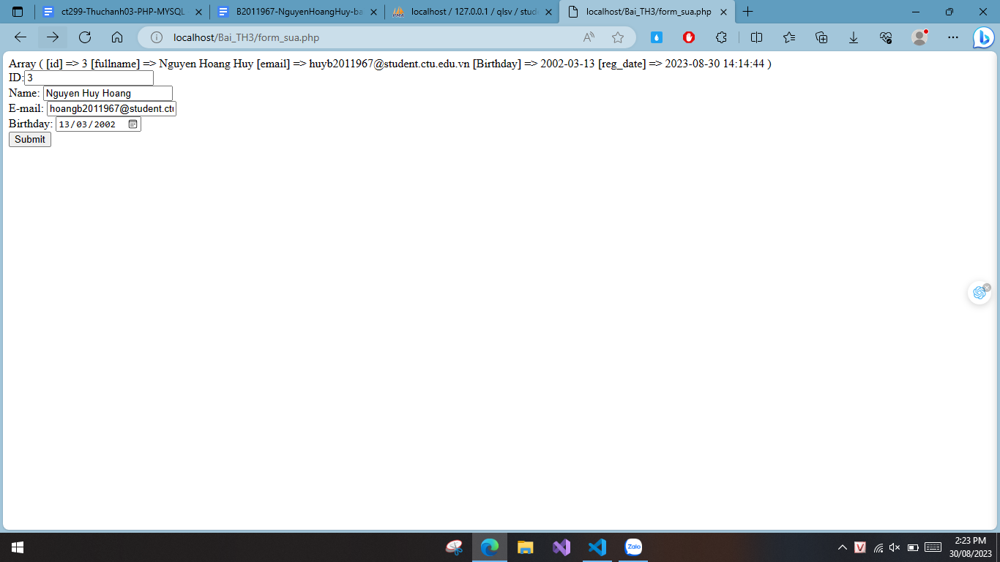 ct299-Thuchanh03-PHP-MYSQL
B2011967-NguyenHoangHuy-ba
localhost / 127.0.0.1 / qlsv / stude
localhost/Bai_TH3/form_sua.php
localhost/Bai_TH3/form_sua.php
Array ( [id] => 3 [fullname] => Nguyen Hoang Huy [email] => huyb2011967@student.ctu.edu.vn [Birthday] => 2002-03-13 [reg_date] => 2023-08-30 14:14:44 )
ID: 3
Name: Nguyen Huy Hoang
E-mail: hoangb2011967@student.ctu
Birthday: 13/03/2002
Submit
Zalo
V
2:23 PM
30/08/2023